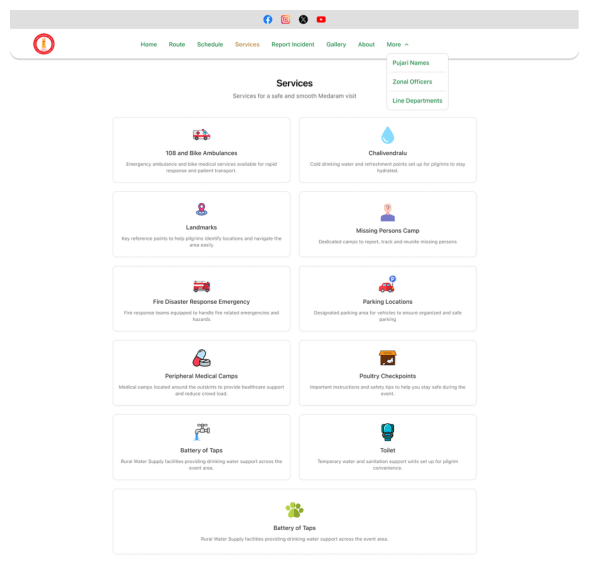 Home Route Schedule Services Report Incident Gallery About More
Pujari Names
Zonal Officers
Line Departments
Services
Services for a safe and smooth Medaram visit
108 and Bike Ambulances
Emergency ambulance and bike medical services available for rapid
response and patient transport.
Chalivendralu
Cold drinking water and refreshment points set up for pilgrims to stay
hydrated.
Landmarks
Key reference points to help pilgrims identify locations and navigate the
area easily.
Missing Persons Camp
Dedicated camps to report, track and reunite missing persons
Fire Disaster Response Emergency
Fire response teams equipped to handle fire related emergencies and
hazards
Parking Locations
Designated parking area for vehicles to ensure organized and safe
parking
Peripheral Medical Camps
Medical camps located around the outskirts to provide healthcare support
and reduce crowd load.
Poultry Checkpoints
Important instructions and safety tips to help you stay safe during the
event.
Battery of Taps
Rural Water Supply facilities providing drinking water support across the
event area.
Toilet
Temporary water and sanitation support units set up for pilgrim
convenience.
Battery of Taps
Rural Water Supply facilities providing drinking water support across the event area.